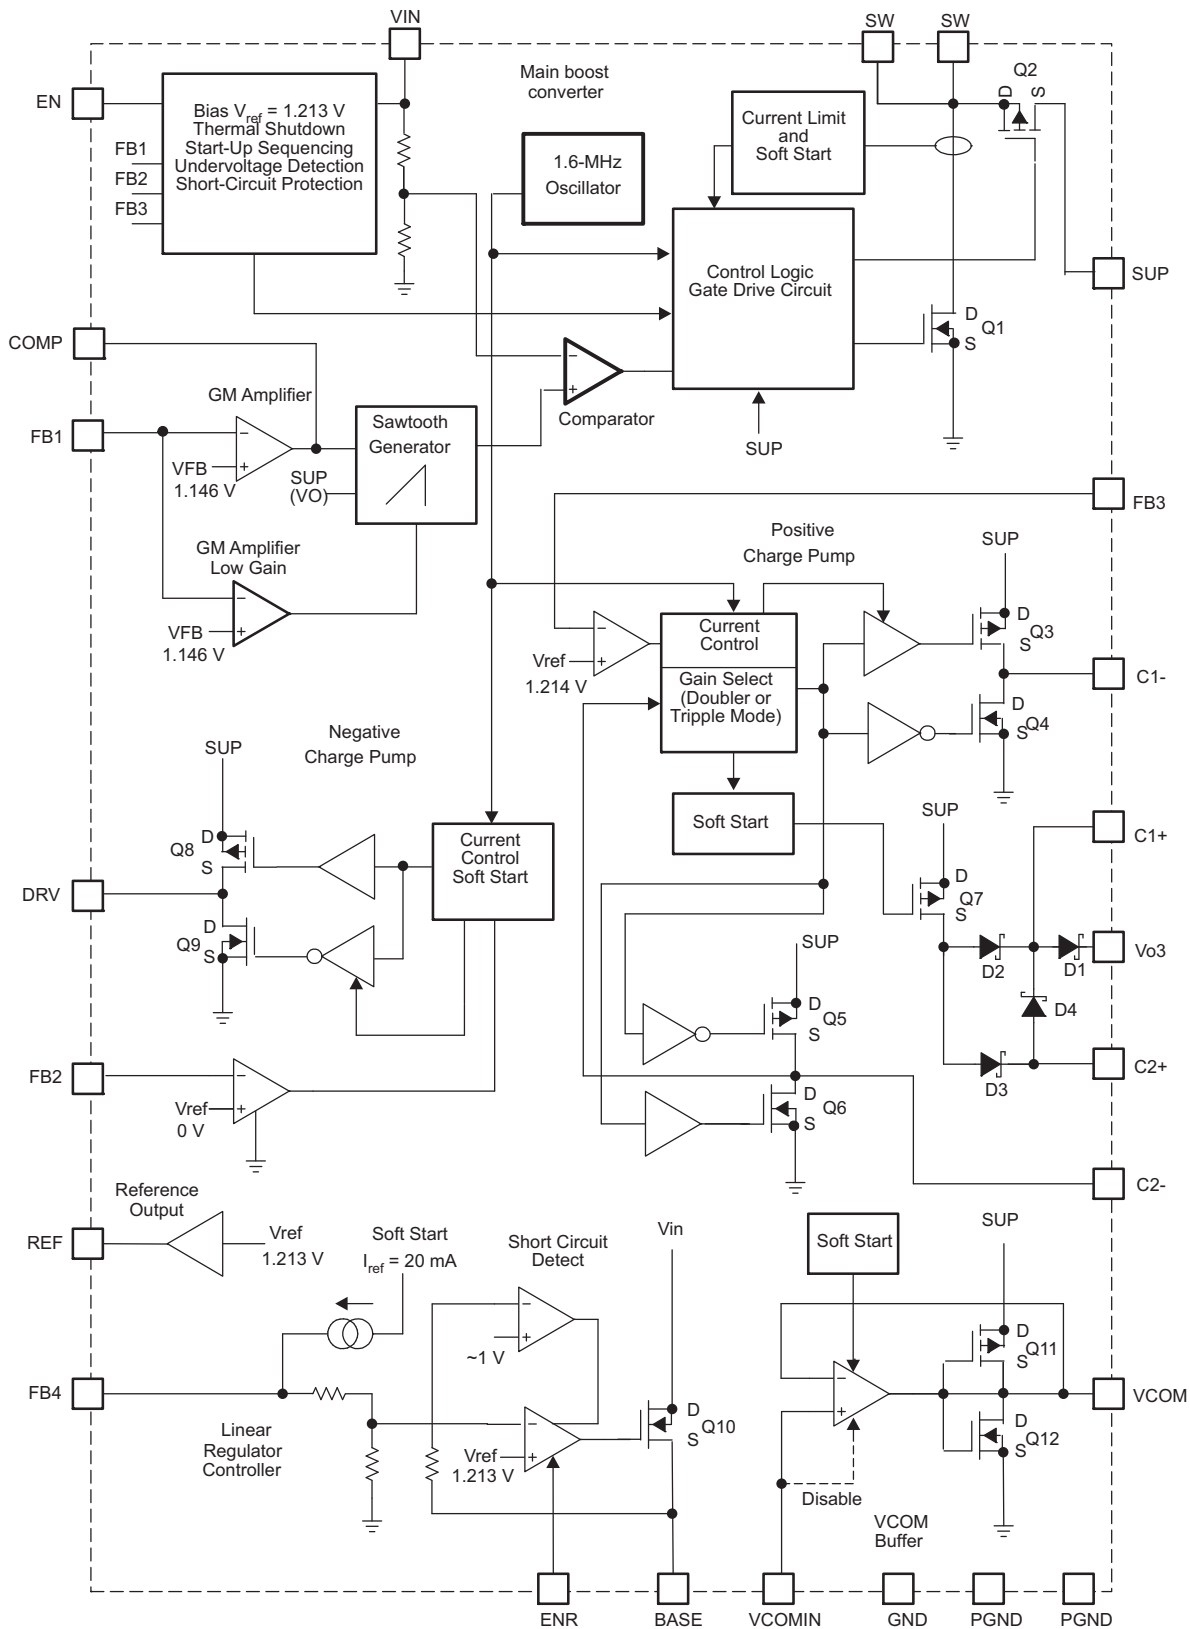 VIN
SW
SW
EN
Bias Vref = 1.213 V
Thermal Shutdown
Start-Up Sequencing
Undervoltage Detection
Short-Circuit Protection
FB1
FB2
FB3
Main boost
converter
1.6-MHz
Oscillator
Current Limit
and
Soft Start
Q2
D
S
Control Logic
Gate Drive Circuit
SUP
D
Q1
S
COMP
GM Amplifier
FB1
−
+
VFB
1.146 V
Sawtooth
Generator
SUP
(VO)
−
+
Comparator
SUP
GM Amplifier
Low Gain
−
+
VFB
1.146 V
FB3
Positive
Charge Pump
SUP
−
+
Vref
1.214 V
Current
Control
Gain Select
(Doubler or
Tripple Mode)
D
Q3
S
C1-
D
Q4
S
Negative
Charge Pump
SUP
Soft Start
SUP
C1+
D
Q8
S
Current
Control
Soft Start
DRV
D
Q9
S
D
Q7
S
D2
D1
Vo3
D4
D3
C2+
SUP
D
Q5
S
D
Q6
S
FB2
−
+
Vref
0 V
C2-
Reference
Output
REF
Vref
1.213 V
Soft Start
Iref = 20 mA
Short Circuit
Detect
−
+
~1 V
Vin
Soft Start
SUP
FB4
Linear
Regulator
Controller
−
+
Vref
1.213 V
D
Q10
S
−
+
D
Q11
S
VCOM
D
Q12
S
Disable
VCOM
Buffer
ENR
BASE
VCOMIN
GND
PGND
PGND